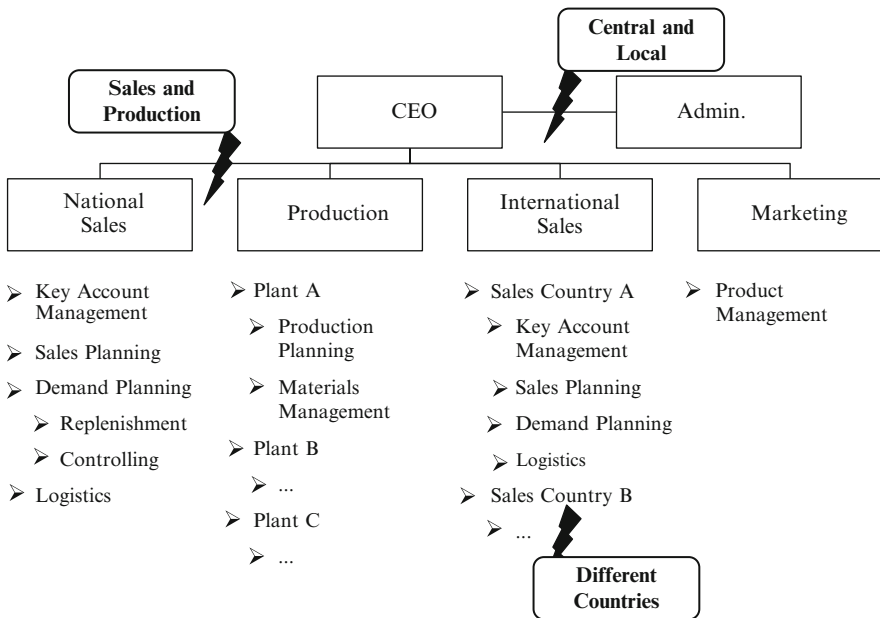 Central and
Local
Sales and
Production
CEO
Admin.
National
Sales
Production
International
Sales
Marketing
Key Account
Management
Sales Planning
Demand Planning
Replenishment
Controlling
Logistics
Plant A
Production
Planning
Materials
Management
Plant B
...
Plant C
...
Sales Country A
Key Account
Management
Sales Planning
Demand Planning
Logistics
Sales Country B
...
Product
Management
Different
Countries